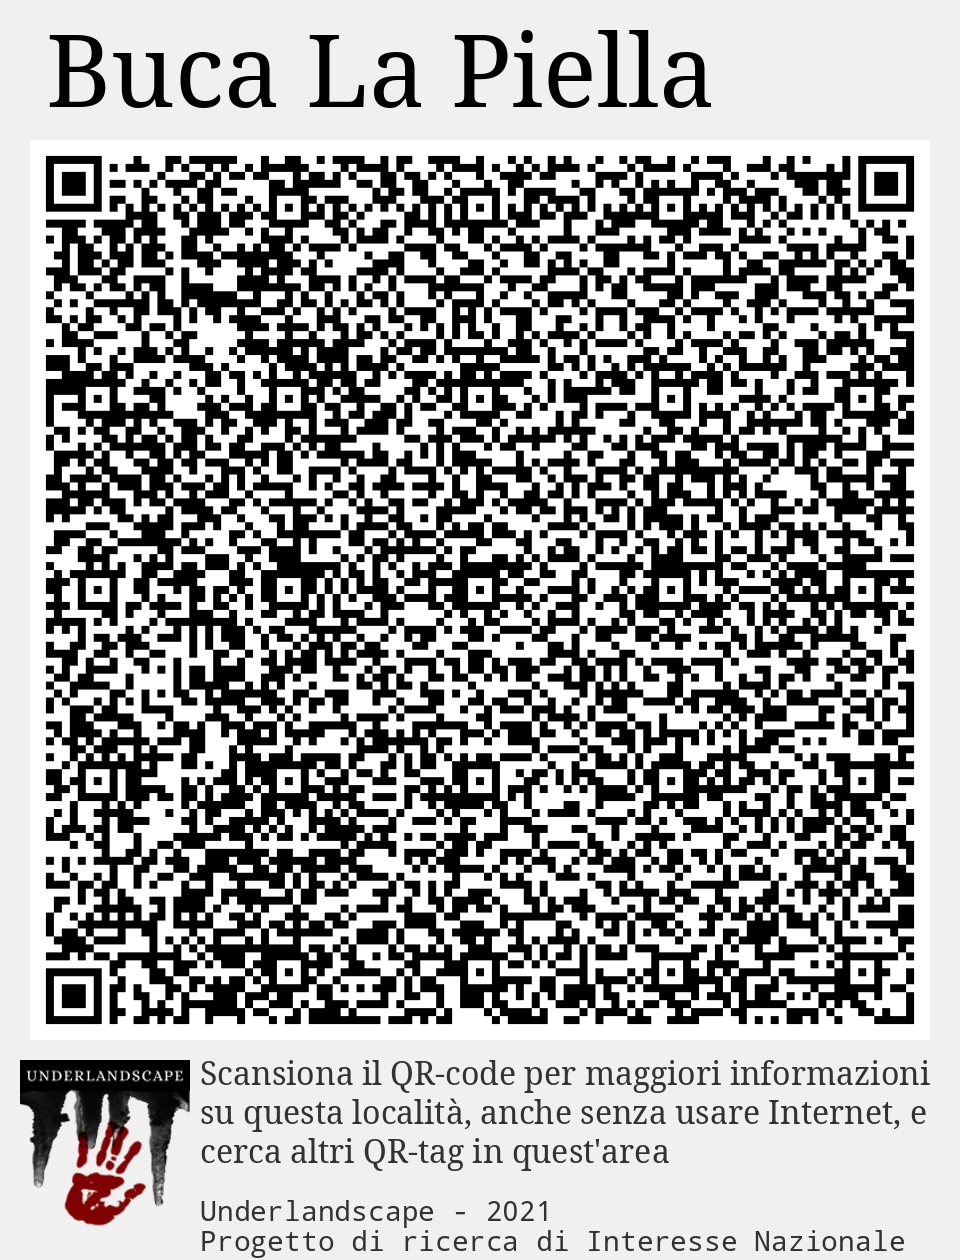 Buca La Piella
UNDERLANDSCAPE
Scansiona il QR-code per maggiori informazioni
su questa località, anche senza usare Internet, e
cerca altri QR-tag in quest'area
Underlandscape - 2021
Progetto di ricerca di Interesse Nazionale